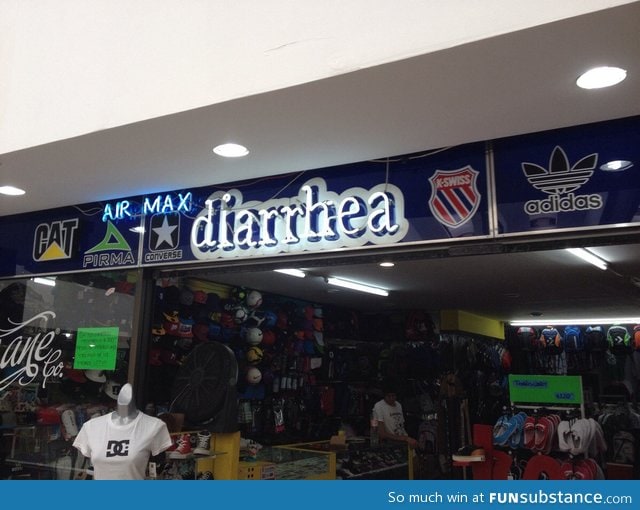 AIR MAX
diarrhea
K-SWISS
adidas
CAT
PIRMA
CONVERSE
DC
So much win at FUNsubstance.com